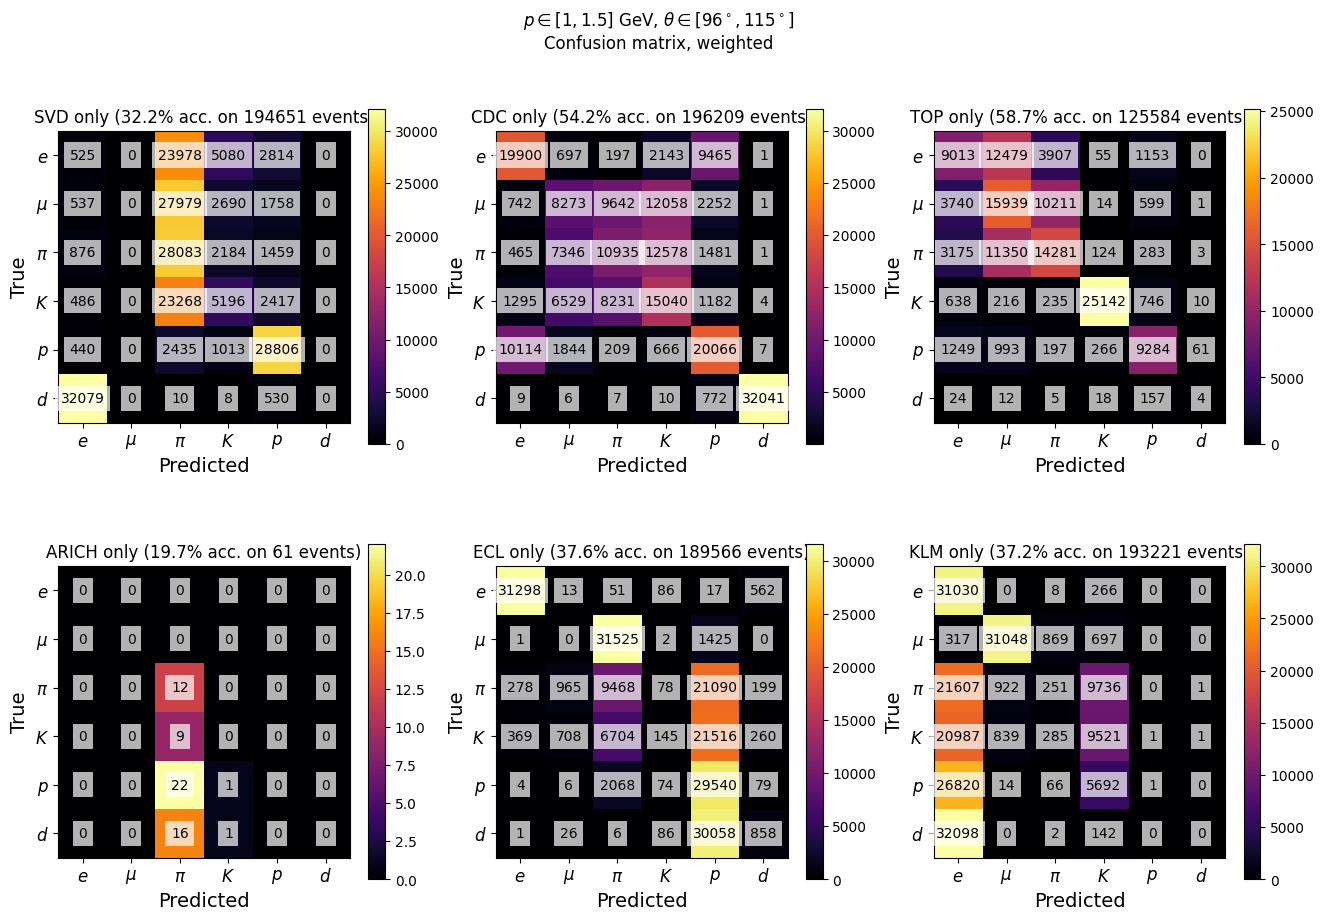 p ∈ [1, 1.5] GeV, θ ∈ [96°, 115°]
Confusion matrix, weighted
SVD only (32.2% acc. on 194651 events
True
e 525 0 23978 5080 2814 0
μ 537 0 27979 2690 1758 0
π 876 0 28083 2184 1459 0
K 486 0 23268 5196 2417 0
p 440 0 2435 1013 28806 0
d 32079 0 10 8 530 0
e μ π K p d
Predicted
30000
25000
20000
15000
10000
5000
0
CDC only (54.2% acc. on 196209 events
True
e 19900 697 197 2143 9465 1
μ 742 8273 9642 12058 2252 1
π 465 7346 10935 12578 1481 1
K 1295 6529 8231 15040 1182 4
p 10114 1844 209 666 20066 7
d 9 6 7 10 772 32041
e μ π K p d
Predicted
30000
25000
20000
15000
10000
5000
TOP only (58.7% acc. on 125584 events
True
e 9013 12479 3907 55 1153 0
μ 3740 15939 10211 14 599 1
π 3175 11350 14281 124 283 3
K 638 216 235 25142 746 10
p 1249 993 197 266 9284 61
d 24 12 5 18 157 4
e μ π K p d
Predicted
25000
20000
15000
10000
5000
0
ARICH only (19.7% acc. on 61 events)
True
e 0 0 0 0 0 0
μ 0 0 0 0 0 0
π 0 0 12 0 0 0
K 0 0 9 0 0 0
p 0 0 22 1 0 0
d 0 0 16 1 0 0
e μ π K p d
Predicted
20.0
17.5
15.0
12.5
10.0
7.5
5.0
2.5
0.0
ECL only (37.6% acc. on 189566 events)
True
e 31298 13 51 86 17 562
μ 1 0 31525 2 1425 0
π 278 965 9468 78 21090 199
K 369 708 6704 145 21516 260
p 4 6 2068 74 29540 79
d 1 26 6 86 30058 858
e μ π K p d
Predicted
30000
25000
20000
15000
10000
5000
0
KLM only (37.2% acc. on 193221 events
True
e 31030 0 8 266 0 0
μ 317 31048 869 697 0 0
π 21607 922 251 9736 0 1
K 20987 839 285 9521 1 1
p 26820 14 66 5692 1 0
d 32098 0 2 142 0 0
e μ π K p d
Predicted
30000
25000
20000
15000
10000
5000
0